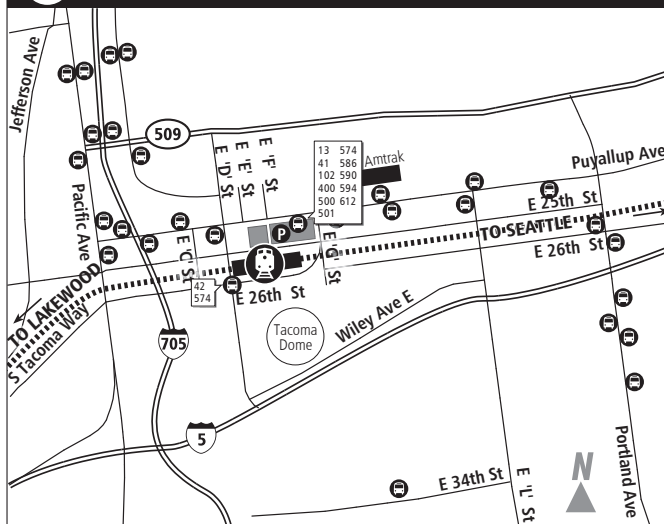 Jefferson Ave
509
E 'D' St
E 'E' St
E 'F' St
13 574
41 586
102 590
400 594
500 612
501
Amtrak
Puyallup Ave
Pacific Ave
P
E 25th St
TO SEATTLE
E 26th St
E 'C' St
E 'G' St
42
574
E 26th St
TO LAKEWOOD
S Tacoma Way
705
Tacoma
Dome
Wiley Ave E
5
E 34th St
E 'L' St
N
Portland Ave